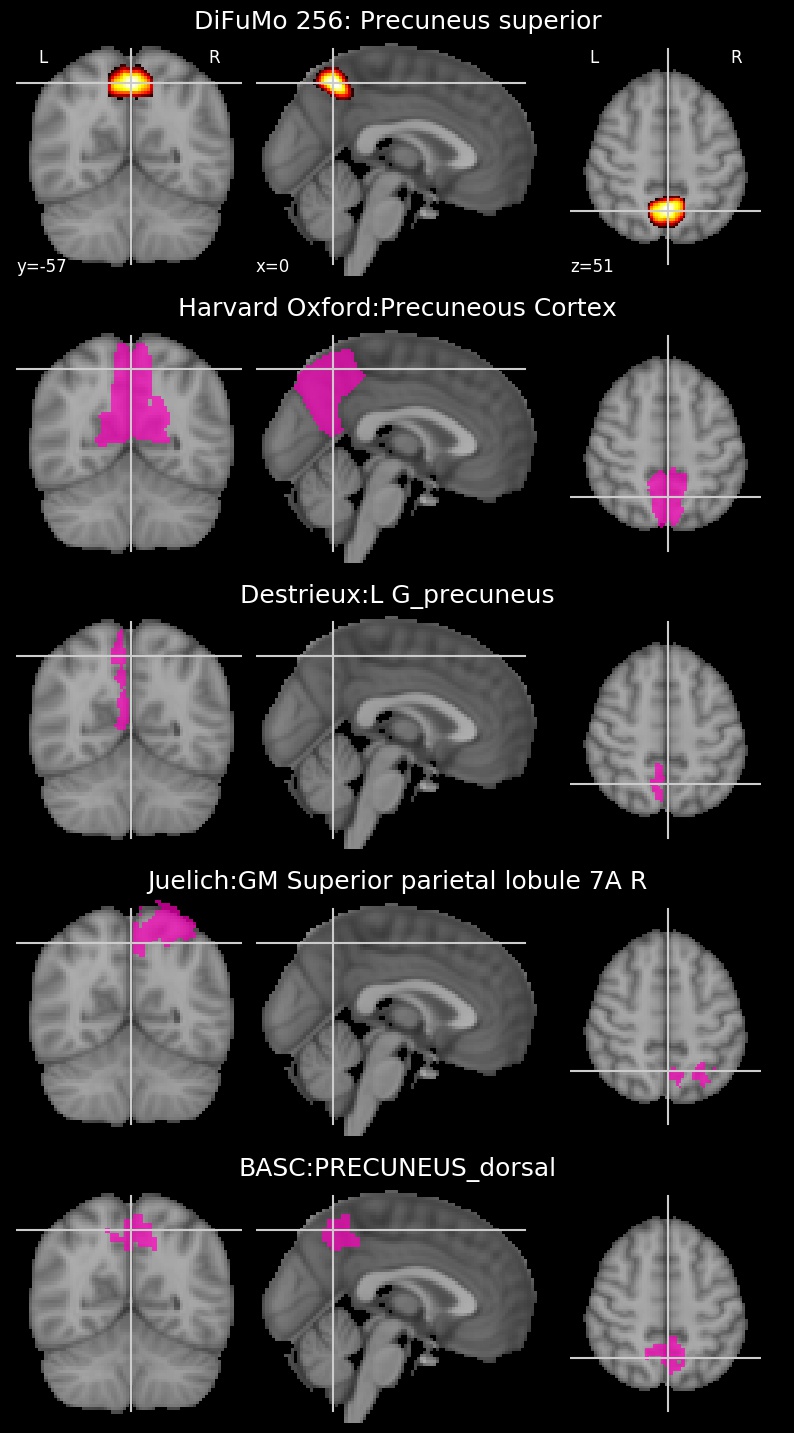 DiFuMo 256: Precuneus superior
L R L R
y=-57 x=0 z=51
Harvard Oxford:Precuneous Cortex
Destrieux:L G_precuneus
Juelich:GM Superior parietal lobule 7A R
BASC:PRECUNEUS_dorsal